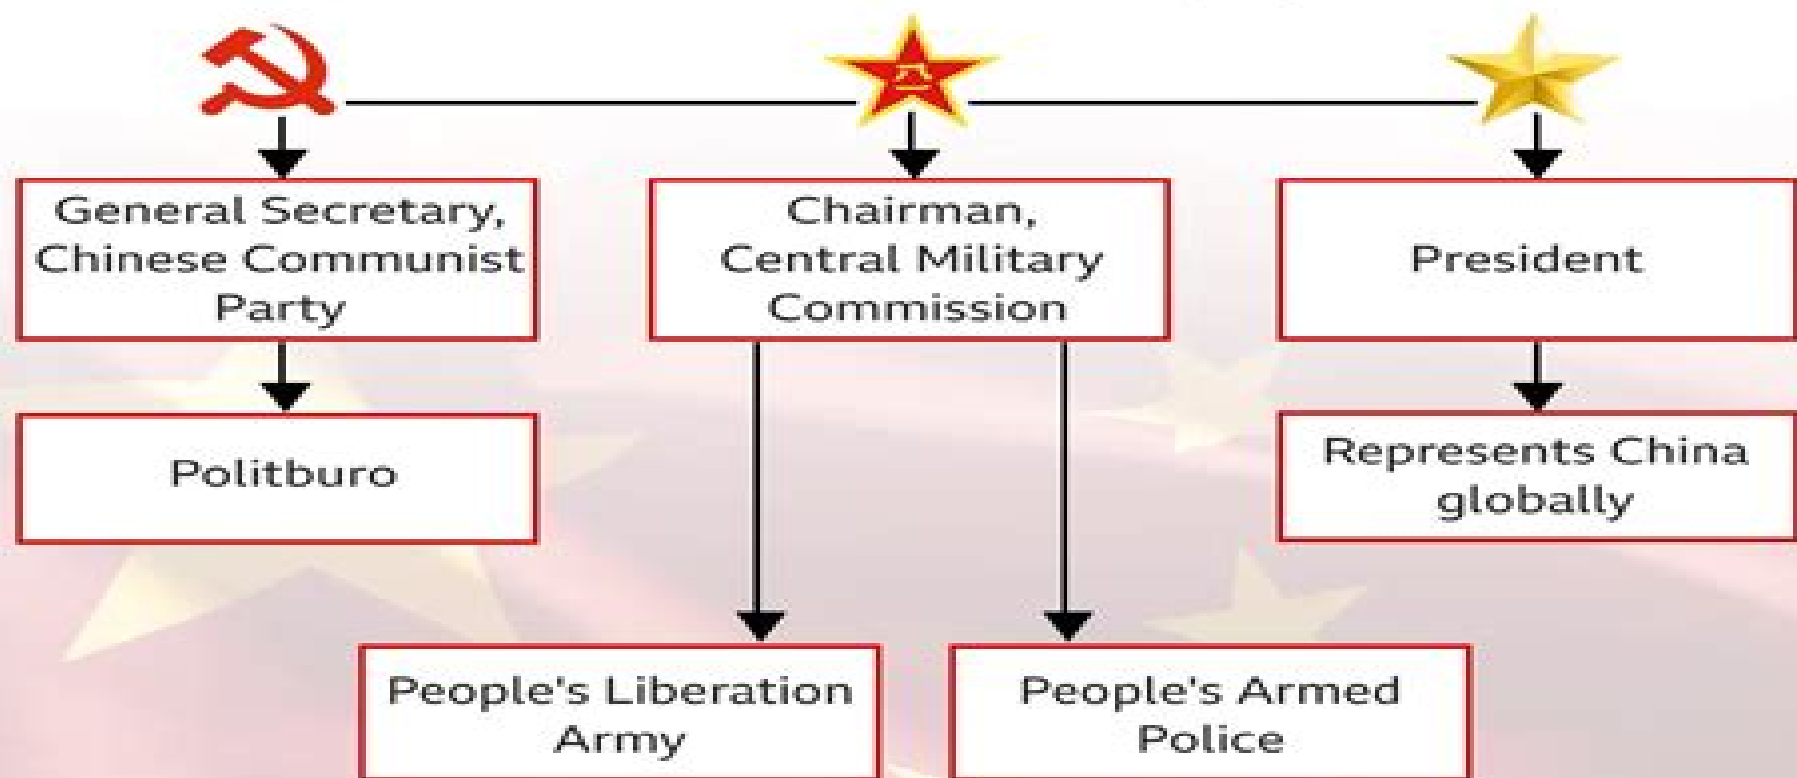 General Secretary,
Chinese Communist
Party
Chairman,
Central Military
Commission
President
Politburo
Represents China
globally
People's Liberation
Army
People's Armed
Police